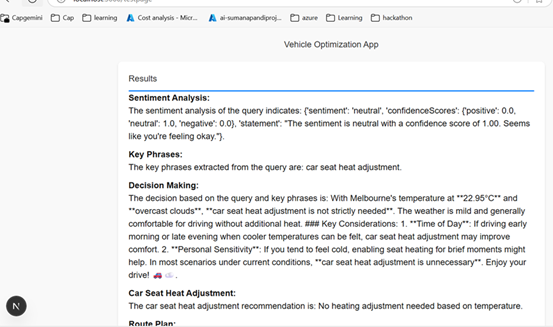 Capgemini Cap learning Cost analysis - Micr... ai-sumanapandiproj... azure Learning hackathon
Vehicle Optimization App
Results
Sentiment Analysis:
The sentiment analysis of the query indicates: {'sentiment': 'neutral', 'confidenceScores': {'positive': 0.0,
'neutral': 1.0, 'negative': 0.0}, 'statement': "The sentiment is neutral with a confidence score of 1.00. Seems
like you're feeling okay."}.
Key Phrases:
The key phrases extracted from the query are: car seat heat adjustment.
Decision Making:
The decision based on the query and key phrases is: With Melbourne's temperature at **22.95°C** and
**overcast clouds**, **car seat heat adjustment is not strictly needed**. The weather is mild and generally
comfortable for driving without additional heat. ### Key Considerations: 1. **Time of Day**: If driving early
morning or late evening when cooler temperatures can be felt, car seat heat adjustment may improve
comfort. 2. **Personal Sensitivity**: If you tend to feel cold, enabling seat heating for brief moments might
help. In most scenarios under current conditions, **car seat heat adjustment is unnecessary**. Enjoy your
drive! 🚗 ☁️ .
Car Seat Heat Adjustment:
The car seat heat adjustment recommendation is: No heating adjustment needed based on temperature.
N
Route Plan: